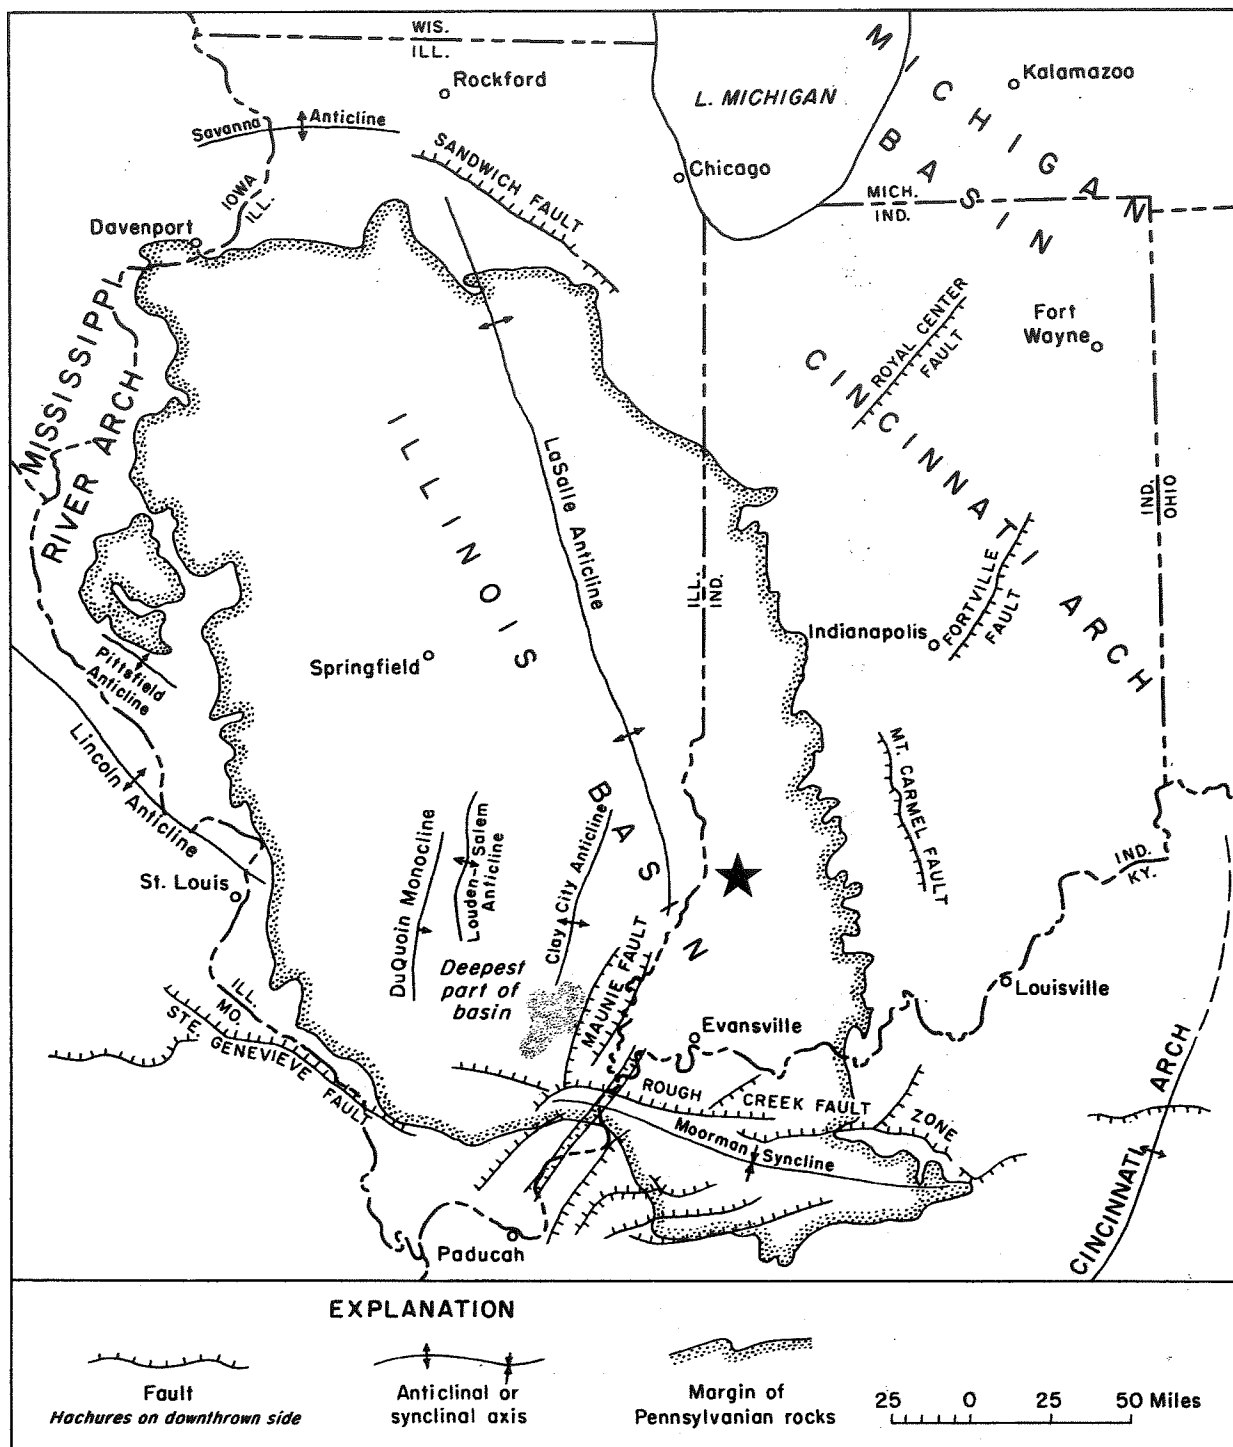 WIS.
ILL.
Rockford
L. MICHIGAN
MICHIGAN
BASIN
Kalamazoo
Savanna Anticline
SANDWICH FAULT
Chicago
MICH.
IND.
IOWA
ILL.
Davenport
MISSISSIPPI
RIVER ARCH
ROYAL CENTER
FAULT
Fort
Wayne
CINCINNATI ARCH
ILLINOIS
BASIN
LaSalle Anticline
ILL.
IND.
IND.
OHIO
Indianapolis
FORTVILLE
FAULT
Springfield
Pittsfield
Anticline
Lincoln
Anticline
MT. CARMEL FAULT
St. Louis
DuQuoin Monocline
Louden-Salem
Anticline
Clay City Anticline
IND.
KY.
Deepest
part of
basin
MAUNIE FAULT
Louisville
ILL.
MO.
STE.
GENEVIEVE
FAULT
Evansville
ROUGH
CREEK FAULT
ZONE
Moorman Syncline
CINCINNATI ARCH
Paducah
EXPLANATION
Fault
Hachures on downthrown side
Anticlinal or
synclinal axis
Margin of
Pennsylvanian rocks
25 0 25 50 Miles